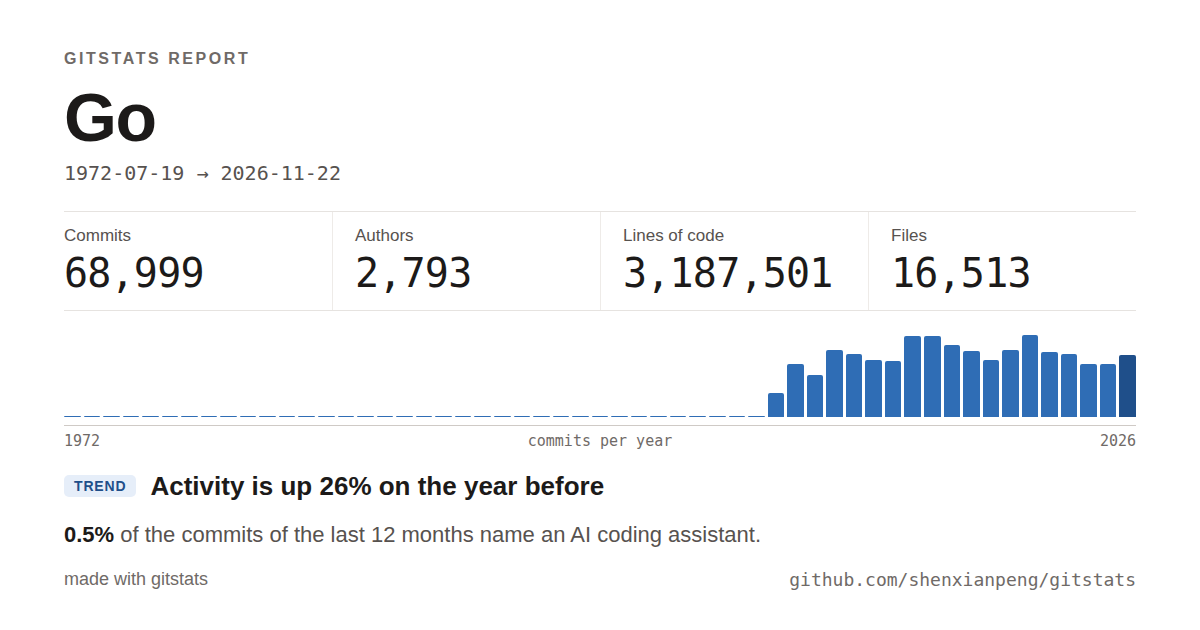 GITSTATS REPORT
Go
1972-07-19 → 2026-11-22
Commits
68,999
Authors
2,793
Lines of code
3,187,501
Files
16,513
1972
commits per year
2026
TREND
Activity is up 26% on the year before
0.5% of the commits of the last 12 months name an AI coding assistant.
made with gitstats
github.com/shenxianpeng/gitstats